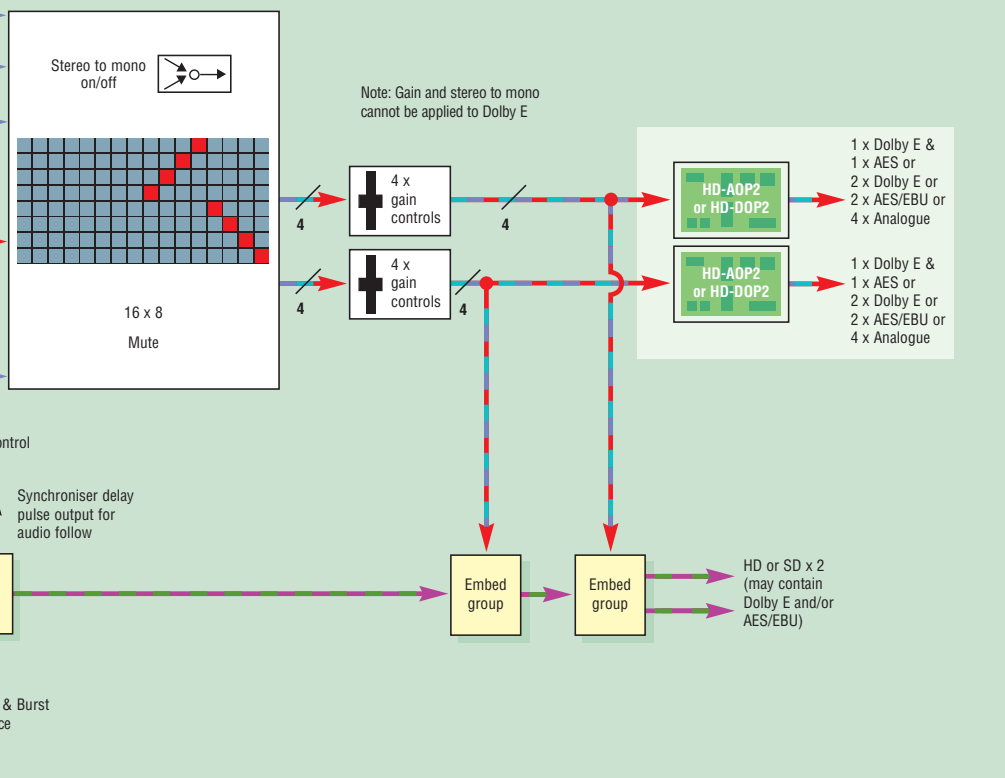 Stereo to mono
on/off
16 x 8
Mute
Note: Gain and stereo to mono
cannot be applied to Dolby E
4
4 x
gain
controls
4
HD-AOP2
or HD-DOP2
1 x Dolby E &
1 x AES or
2 x Dolby E or
2 x AES/EBU or
4 x Analogue
4
4 x
gain
controls
4
HD-AOP2
or HD-DOP2
1 x Dolby E &
1 x AES or
2 x Dolby E or
2 x AES/EBU or
4 x Analogue
ontrol
Synchroniser delay
pulse output for
audio follow
Embed
group
Embed
group
HD or SD x 2
(may contain
Dolby E and/or
AES/EBU)
& Burst
ce